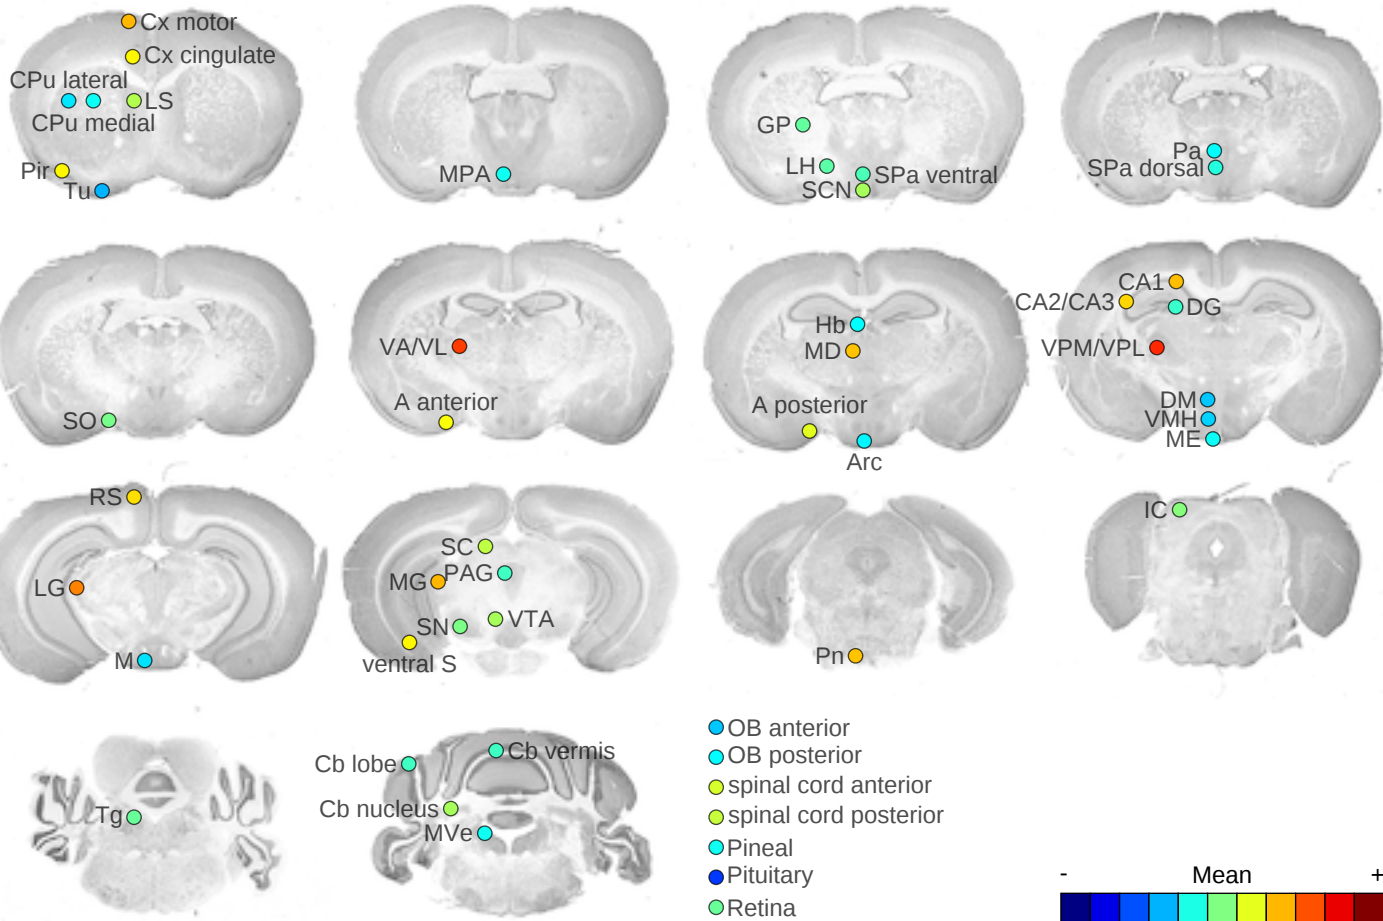 Cx motor
Cx cingulate
CPu lateral
LS
CPu medial
Pir
Tu
MPA
GP
LH
SPa ventral
SCN
Pa
SPa dorsal
SO
VA/VL
A anterior
Hb
MD
A posterior
Arc
CA1
CA2/CA3
DG
VPM/VPL
DM
VMH
ME
RS
LG
M
SC
PAG
MG
VTA
SN
ventral S
Pn
IC
Tg
Cb vermis
Cb lobe
Cb nucleus
MVe
OB anterior
OB posterior
spinal cord anterior
spinal cord posterior
Pineal
Pituitary
Retina
- Mean +